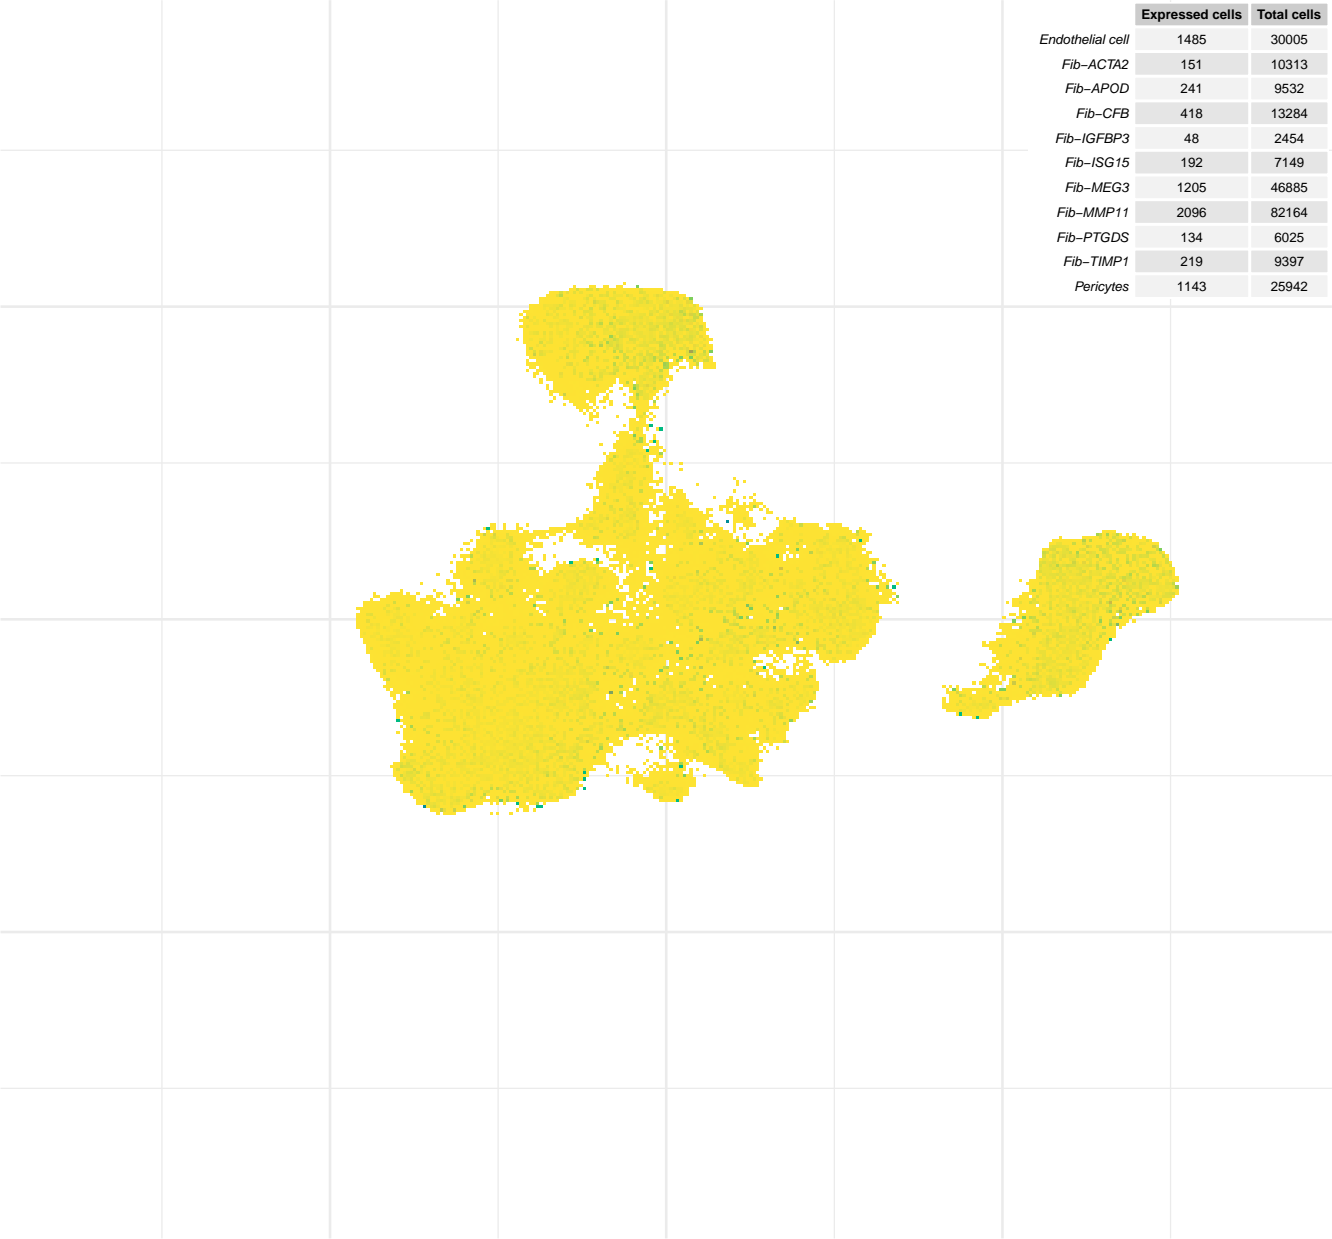 Expressed cells Total cells
Endothelial cell 1485 30005
Fib−ACTA2 151 10313
Fib−APOD 241 9532
Fib−CFB 418 13284
Fib−IGFBP3 48 2454
Fib−ISG15 192 7149
Fib−MEG3 1205 46885
Fib−MMP11 2096 82164
Fib−PTGDS 134 6025
Fib−TIMP1 219 9397
Pericytes 1143 25942